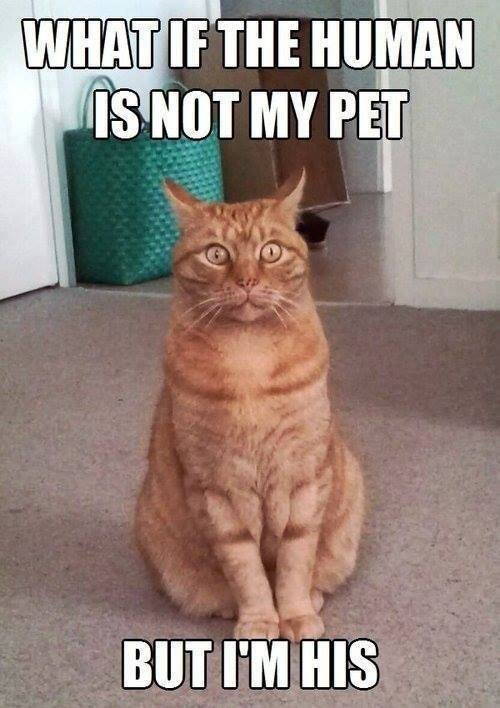 WHAT IF THE HUMAN
IS NOT MY PET
BUT I'M HIS